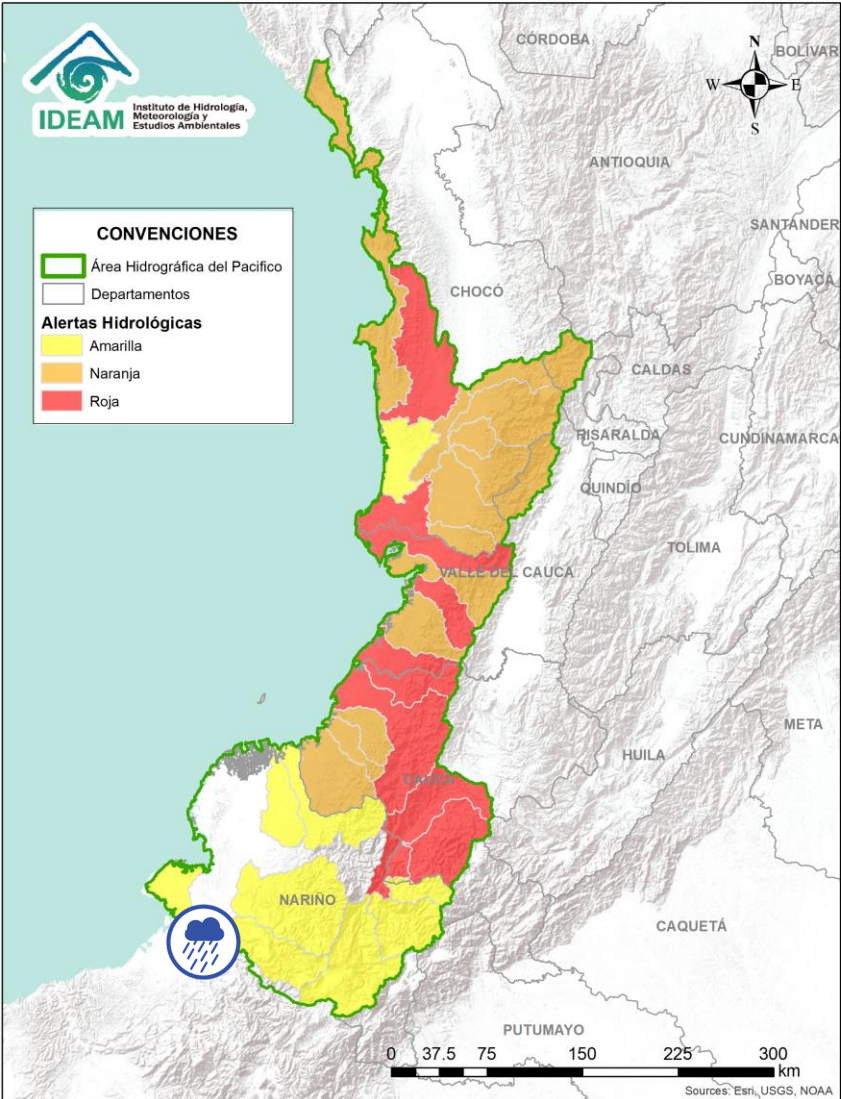 IDEAM
Instituto de Hidrología,
Meteorología y
Estudios Ambientales
N
W
E
S
CONVENCIONES
Área Hidrográfica del Pacifico
Departamentos
Alertas Hidrológicas
Amarilla
Naranja
Roja
CÓRDOBA
BOLÍVAR
ANTIOQUIA
SANTANDER
BOYACÁ
CHOCÓ
CALDAS
RISARALDA
CUNDINAMARCA
QUINDÍO
TOLIMA
VALLE DEL CAUCA
META
HUILA
CAUCA
NARIÑO
CAQUETÁ
PUTUMAYO
0 37.5 75 150 225 300
km
Sources: Esri, USGS, NOAA